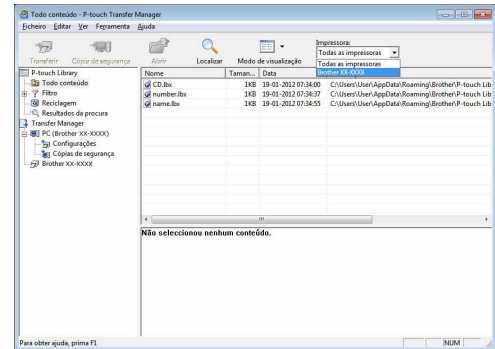 Todo conteúdo - P-touch Transfer Manager
Ficheiro Editar Ver Ferramenta Ajuda
Transferir Cópia de segurança Abrir Localizar Modo de visualização
Impressora:
Todas as impressoras
Todas as impressoras
Brother XX-XXXX
P-touch Library
Todo conteúdo
Filtro
Reciclagem
Resultados da procura
Transfer Manager
PC (Brother XX-XXXX)
Configurações
Cópias de segurança
Brother XX-XXXX
Nome Taman... Data
CD.lbx 1KB 19-01-2012 07:34:00 C:\Users\User\AppData\Roaming\Brother\P-touch Lib
number.lbx 1KB 19-01-2012 07:34:37 C:\Users\User\AppData\Roaming\Brother\P-touch Lib
name.lbx 1KB 19-01-2012 07:34:55 C:\Users\User\AppData\Roaming\Brother\P-touch Lib
Não seleccionou nenhum conteúdo.
Para obter ajuda, prima F1 NUM